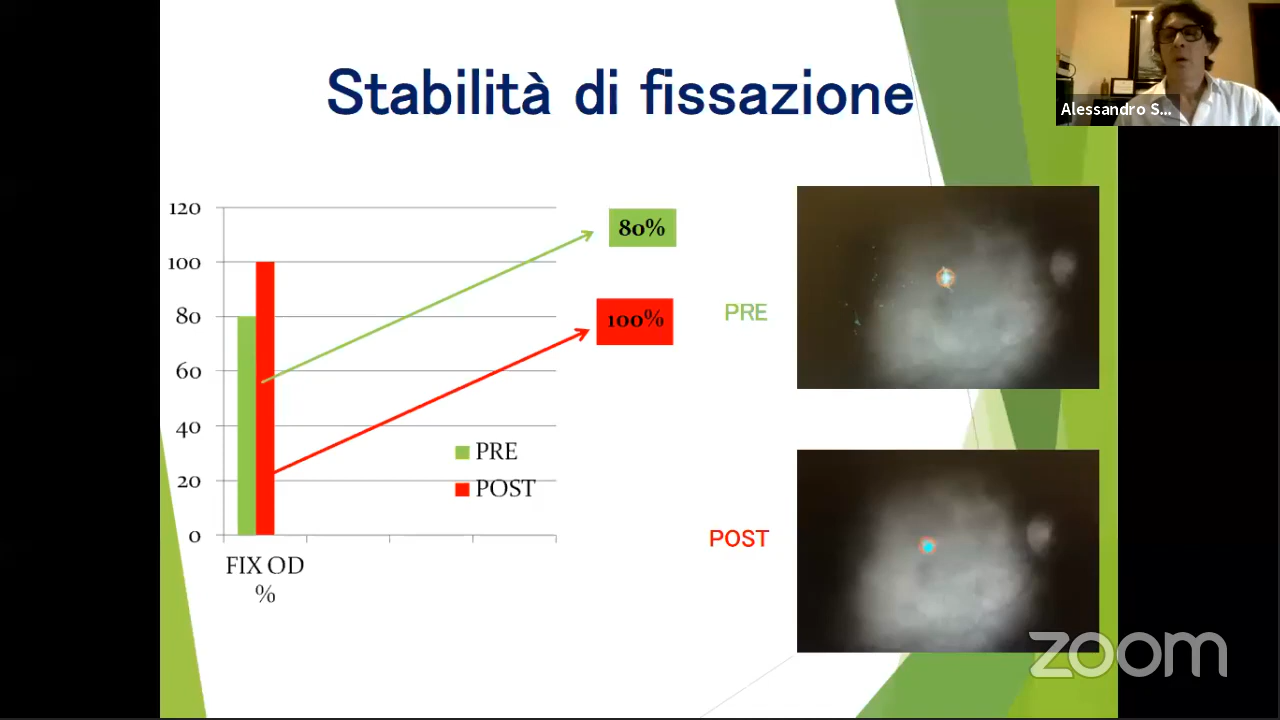 Stabilità di fissazione
Alessandro S...
120
100
80
60
40
20
0
FIX OD
%
80%
100%
PRE
POST
PRE
POST
zoom